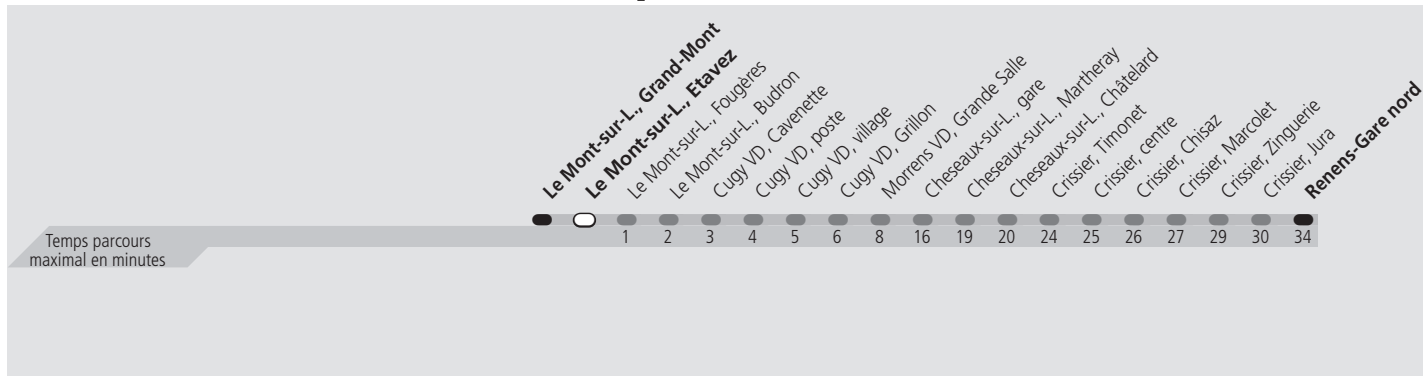 Le Mont-sur-L., Grand-Mont
Le Mont-sur-L., Etavez
Le Mont-sur-L., Fougères
Le Mont-sur-L., Budron
Cugy VD, Cavenette
Cugy VD, poste
Cugy VD, village
Cugy VD, Grillon
Morrens VD, Grande Salle
Cheseaux-sur-L., gare
Cheseaux-sur-L., Martheray
Cheseaux-sur-L., Châtelard
Crissier, Timonet
Crissier, centre
Crissier, Chisaz
Crissier, Marcolet
Crissier, Zinguerie
Crissier, Jura
Renens-Gare nord
1 2 3 4 5 6 8 16 19 20 24 25 26 27 29 30 34
Temps parcours
maximal en minutes